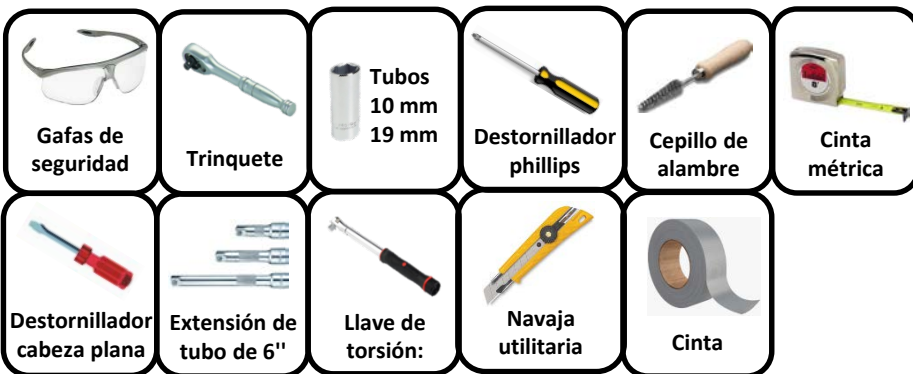 Gafas de
seguridad
Trinquete
Tubos
10 mm
19 mm
Destornillador
phillips
Cepillo de
alambre
Cinta
métrica
Destornillador
cabeza plana
Extensión de
tubo de 6"
Llave de
torsión:
Navaja
utilitaria
Cinta